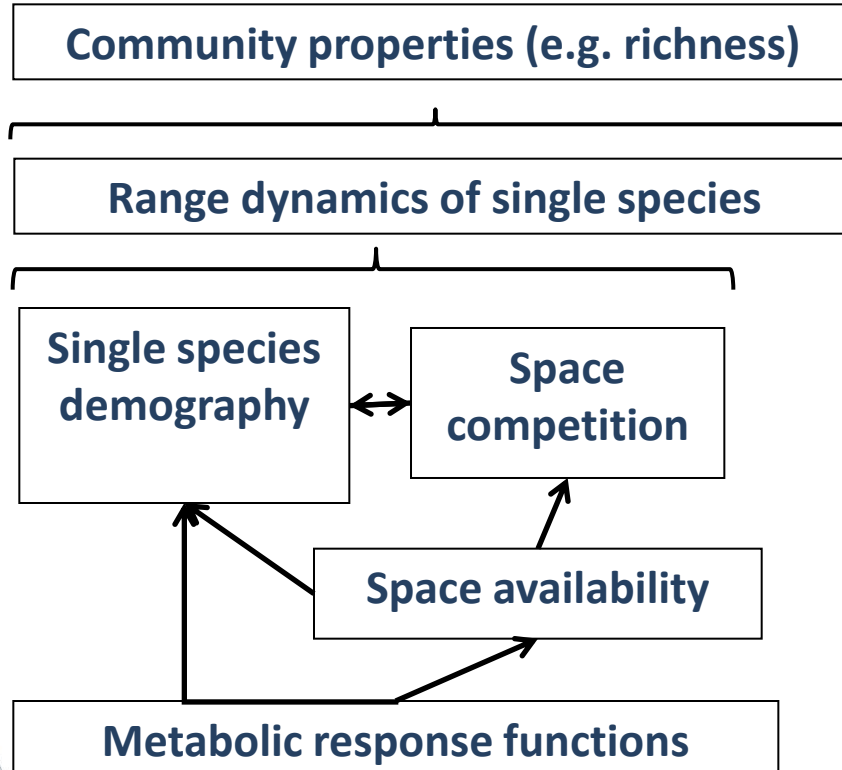 Community properties (e.g. richness)
Range dynamics of single species
Single species
demography
Space
competition
Space availability
Metabolic response functions